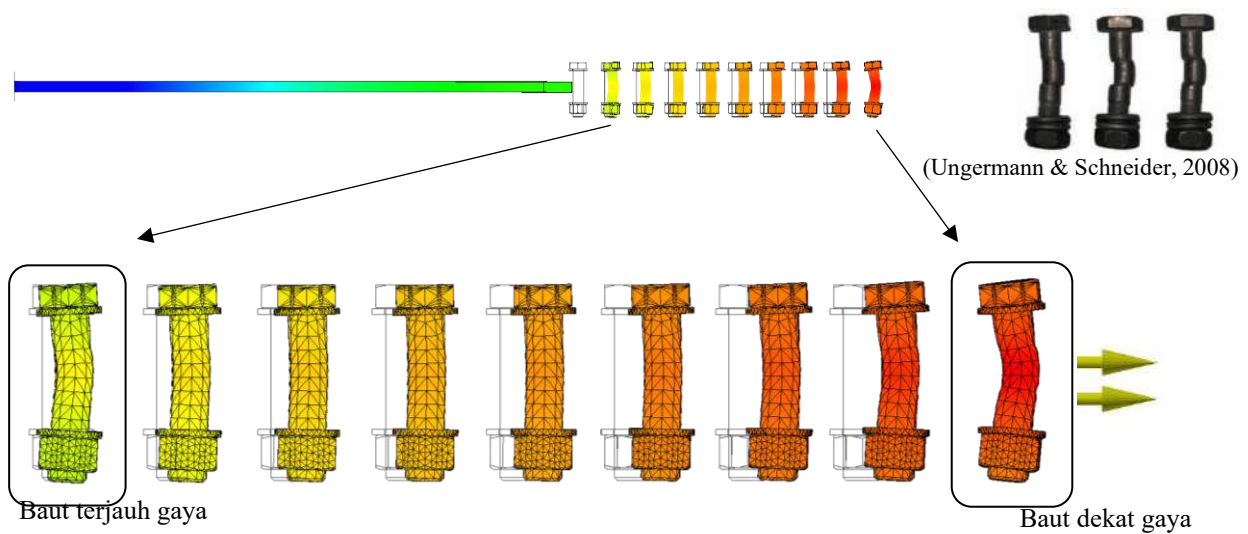 (Ungermann & Schneider, 2008)
Baut terjauh gaya
Baut dekat gaya